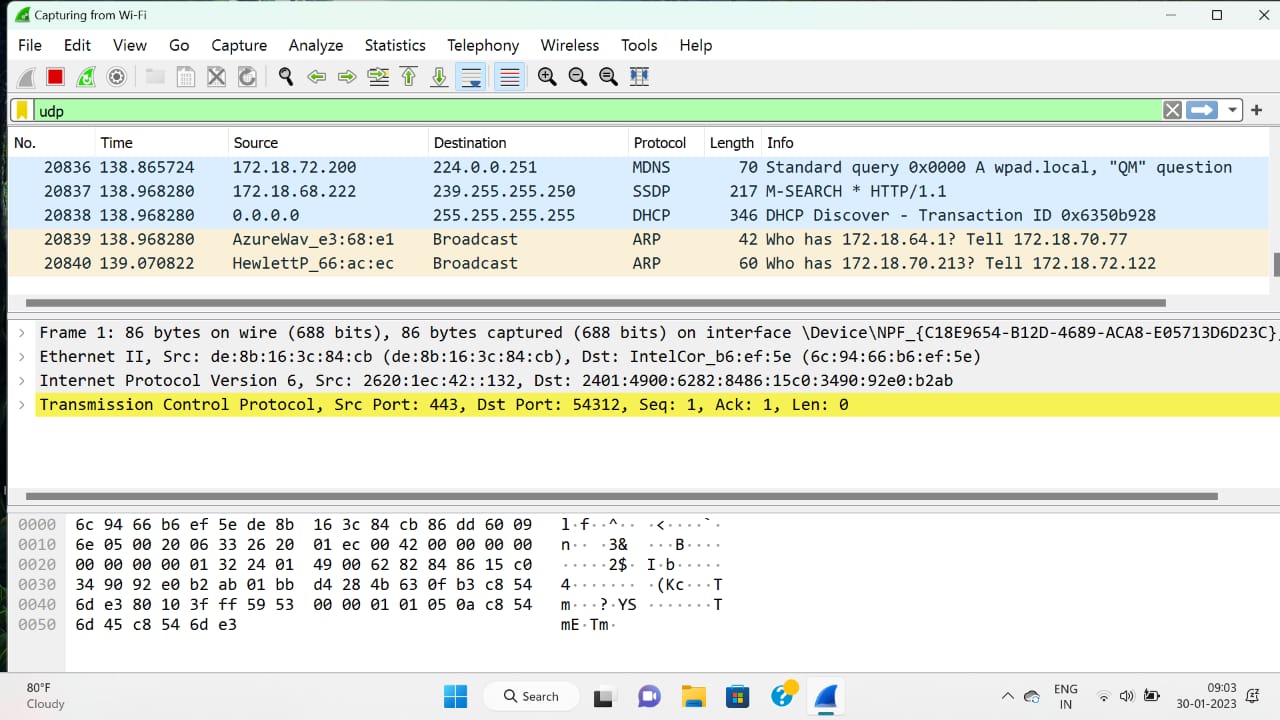 Capturing from Wi-Fi
File Edit View Go Capture Analyze Statistics Telephony Wireless Tools Help
udp
No. Time Source Destination Protocol Length Info
20836 138.865724 172.18.72.200 224.0.0.251 MDNS 70 Standard query 0x0000 A wpad.local, "QM" question
20837 138.968280 172.18.68.222 239.255.255.250 SSDP 217 M-SEARCH * HTTP/1.1
20838 138.968280 0.0.0.0 255.255.255.255 DHCP 346 DHCP Discover - Transaction ID 0x6350b928
20839 138.968280 AzureWav_e3:68:e1 Broadcast ARP 42 Who has 172.18.64.1? Tell 172.18.70.77
20840 139.070822 HewlettP_66:ac:ec Broadcast ARP 60 Who has 172.18.70.213? Tell 172.18.72.122
Frame 1: 86 bytes on wire (688 bits), 86 bytes captured (688 bits) on interface \Device\NPF_{C18E9654-B12D-4689-ACA8-E05713D6D23C}
Ethernet II, Src: de:8b:16:3c:84:cb (de:8b:16:3c:84:cb), Dst: IntelCor_b6:ef:5e (6c:94:66:b6:ef:5e)
Internet Protocol Version 6, Src: 2620:1ec:42::132, Dst: 2401:4900:6282:8486:15c0:3490:92e0:b2ab
Transmission Control Protocol, Src Port: 443, Dst Port: 54312, Seq: 1, Ack: 1, Len: 0
0000 6c 94 66 b6 ef 5e de 8b 16 3c 84 cb 86 dd 60 09 l·f··^·· ·<····`·
0010 6e 05 00 20 06 33 26 20 01 ec 00 42 00 00 00 00 n·· ·3& ···B····
0020 00 00 00 00 01 32 24 01 49 00 62 82 84 86 15 c0 ·····2$· I·b·····
0030 34 90 92 e0 b2 ab 01 bb d4 28 4b 63 0f b3 c8 54 4······· ·(Kc···T
0040 6d e3 80 10 3f ff 59 53 00 00 01 01 05 0a c8 54 m···?·YS ·······T
0050 6d 45 c8 54 6d e3 mE·Tm·
80°F
Cloudy
Search
ENG
IN
09:03
30-01-2023